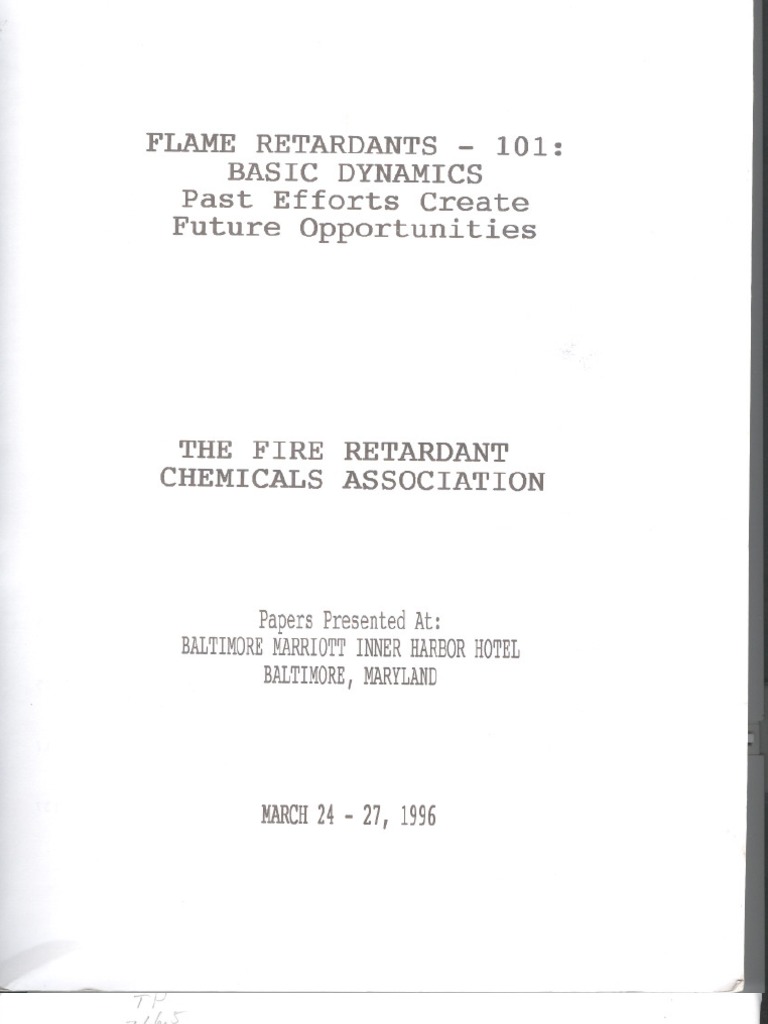 FLAME RETARDANTS - 101:
BASIC DYNAMICS
Past Efforts Create
Future Opportunities
THE FIRE RETARDANT
CHEMICALS ASSOCIATION
Papers Presented At:
BALTIMORE MARRIOTT INNER HARBOR HOTEL
BALTIMORE, MARYLAND
MARCH 24 - 27, 1996
TP